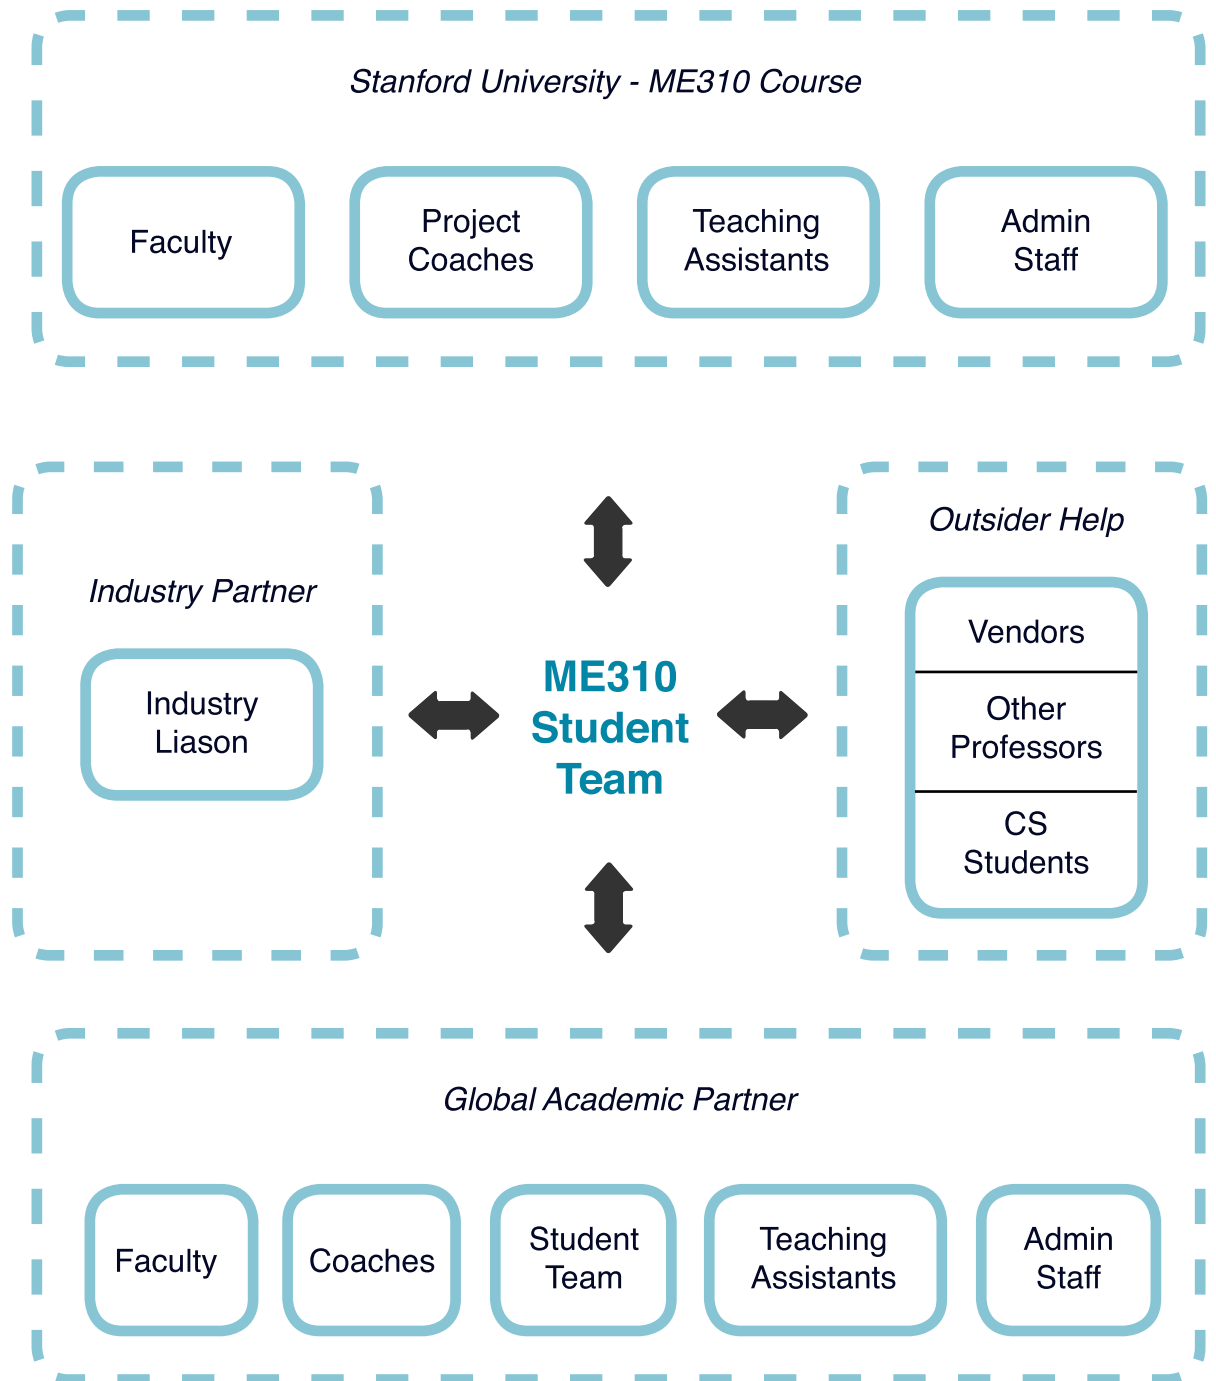 Stanford University - ME310 Course
Faculty
Project
Coaches
Teaching
Assistants
Admin
Staff
Industry Partner
Industry
Liason
ME310
Student
Team
Outsider Help
Vendors
Other
Professors
CS
Students
Global Academic Partner
Faculty
Coaches
Student
Team
Teaching
Assistants
Admin
Staff